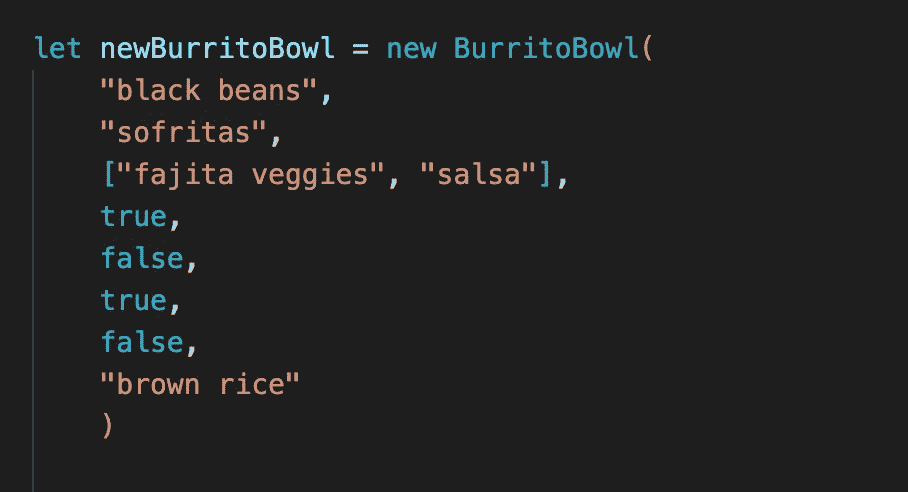 let newBurritoBowl = new BurritoBowl(
"black beans",
"sofritas",
["fajita veggies", "salsa"],
true,
false,
true,
false,
"brown rice"
)